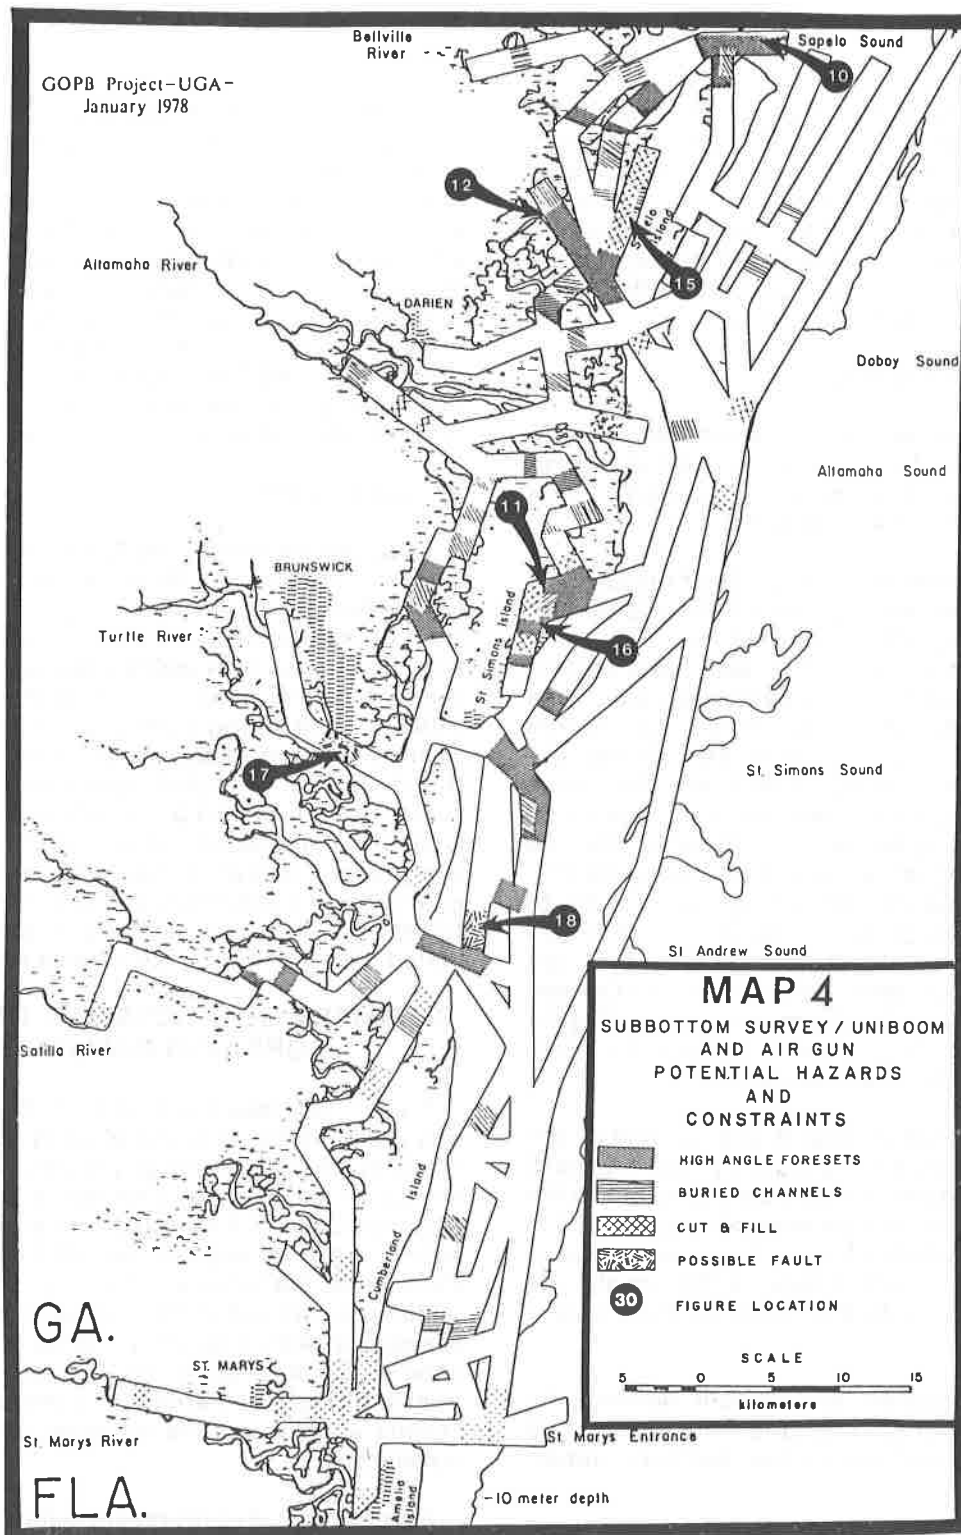 Bellville
River
Sapelo Sound
10
GOPB Project-UGA-
January 1978
12
Sapelo
Island
15
Altamaha River
DARIEN
Doboy Sound
Altamaha Sound
11
BRUNSWICK
Turtle River
St Simons Island
16
17
St. Simons Sound
18
St Andrew Sound
Satilla River
MAP 4
SUBBOTTOM SURVEY / UNIBOOM
AND AIR GUN
POTENTIAL HAZARDS
AND
CONSTRAINTS
HIGH ANGLE FORESETS
BURIED CHANNELS
CUT & FILL
POSSIBLE FAULT
30 FIGURE LOCATION
SCALE
5 0 5 10 15
kilometers
Cumberland Island
GA.
ST. MARYS
St. Marys River
St. Marys Entrance
FLA.
Amelia
Island
-10 meter depth